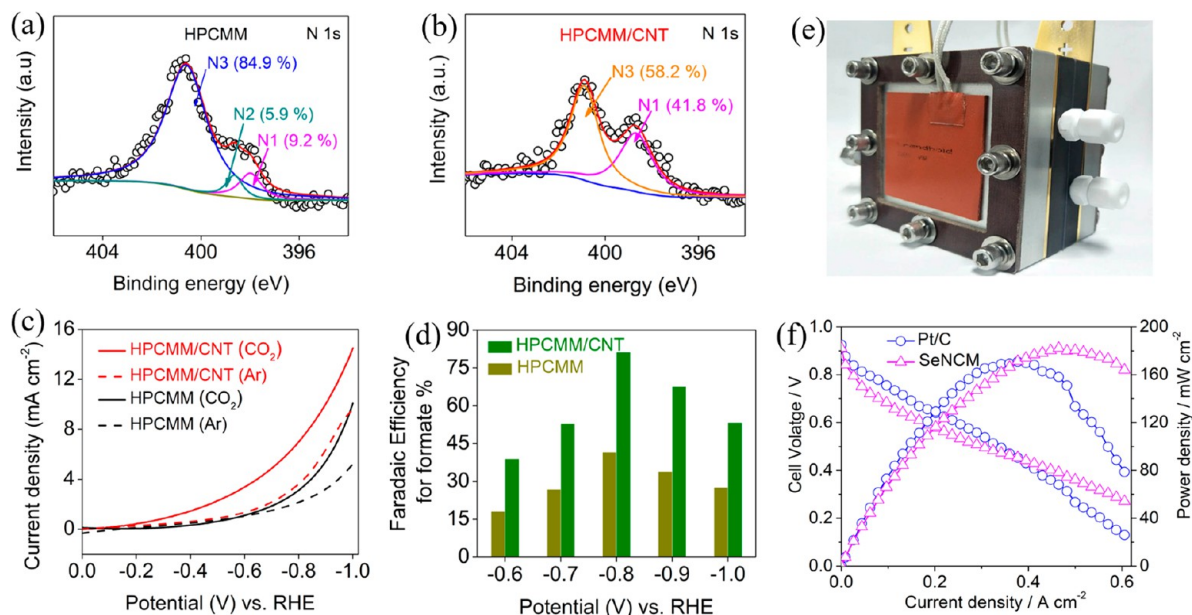 (a)
HPCMM
N 1s
N3 (84.9 %)
N2 (5.9 %)
N1 (9.2 %)
Intensity (a.u)
404
400
396
Binding energy (eV)
(b)
HPCMM/CNT
N 1s
N3 (58.2 %)
N1 (41.8 %)
Intensity (a.u.)
404
400
396
Binding energy (eV)
(e)
(c)
16
12
8
4
0
Current density (mA cm-2)
HPCMM/CNT (CO2)
HPCMM/CNT (Ar)
HPCMM (CO2)
HPCMM (Ar)
0.0
-0.2
-0.4
-0.6
-0.8
-1.0
Potential (V) vs. RHE
(d)
90
75
60
45
30
15
0
Faradaic Efficiency
for formate %
HPCMM/CNT
HPCMM
-0.6
-0.7
-0.8
-0.9
-1.0
Potential (V) vs. RHE
(f)
1.0
0.8
0.6
0.4
0.2
0.0
Cell Volatage / V
Pt/C
SeNCM
200
160
120
80
40
0
Power density / mW cm-2
0.0
0.2
0.4
0.6
Current density / A cm-2